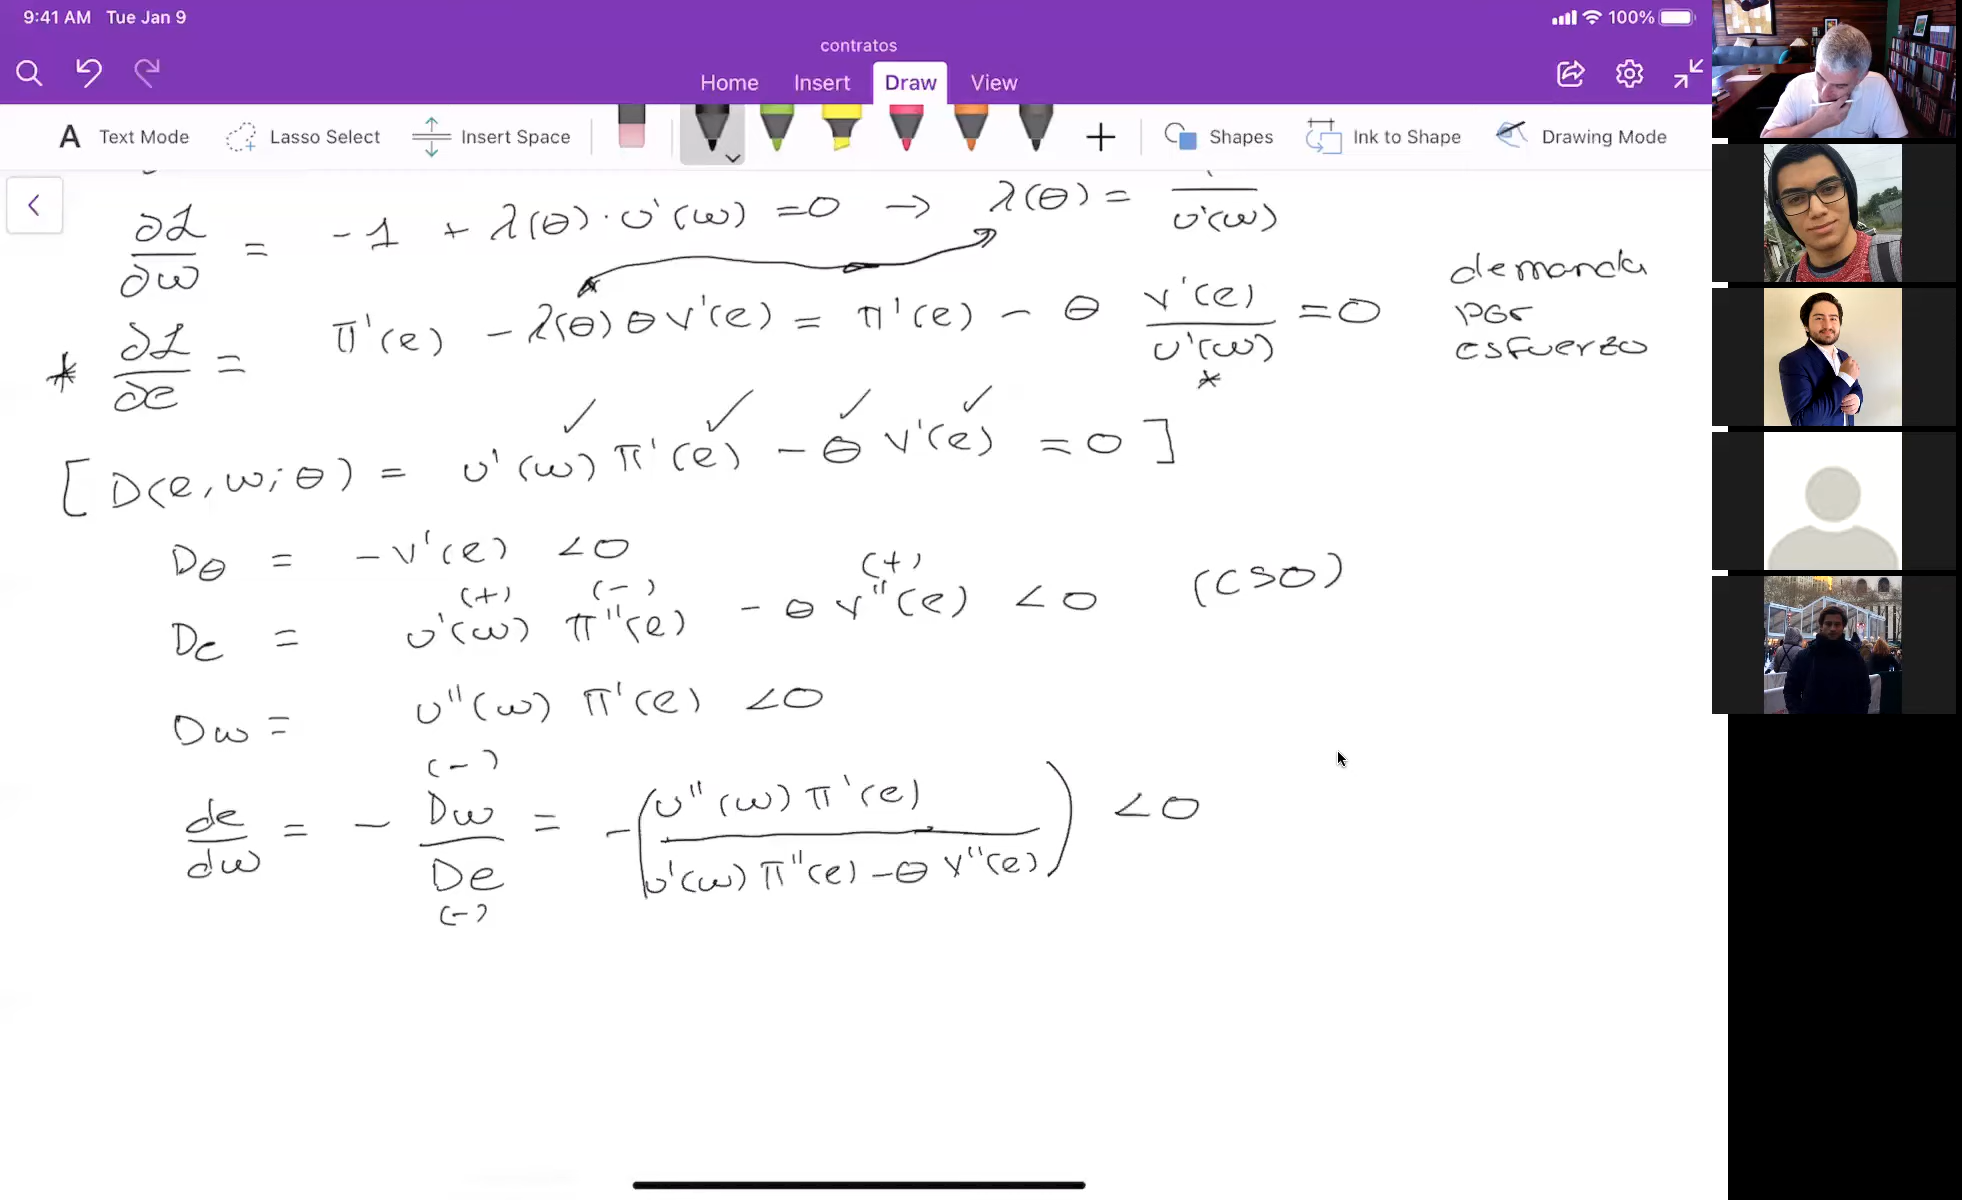 9:41 AM Tue Jan 9
100%
contratos
Home Insert Draw View
A Text Mode Lasso Select Insert Space Shapes Ink to Shape Drawing Mode
∂ℒ/∂w = -1 + λ(θ)·u'(w) = 0 → λ(θ) = 1/u'(w)
* ∂ℒ/∂e = π'(e) - λ(θ)θv'(e) = π'(e) - θ v'(e)/u'(w) = 0
*
demanda
por
esfuerzo
✓ ✓ ✓ ✓
[D(e,w;θ) = u'(w) π'(e) - θ v'(e) = 0]
Dθ = -v'(e) <0
(+) (-) (+)
De = u'(w) π''(e) - θ v''(e) <0 (CSO)
Dw = u''(w) π'(e) <0
(-)
de/dw = - Dw/De = -(u''(w) π'(e)/u'(w) π''(e) - θ v''(e)) <0
(-)